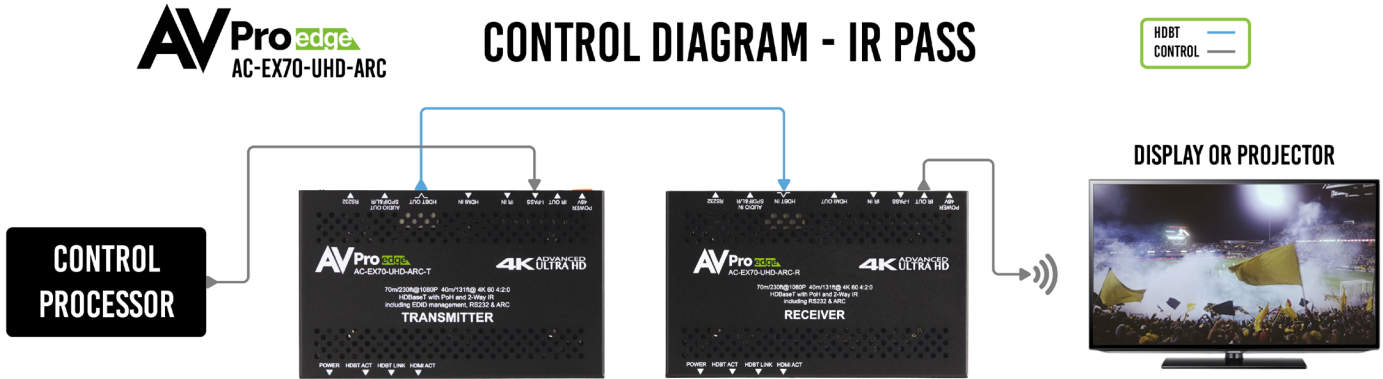 AVPro edge
AC-EX70-UHD-ARC
CONTROL DIAGRAM - IR PASS
HDBT
CONTROL
DISPLAY OR PROJECTOR
CONTROL
PROCESSOR
RS232
SPDIF&L/R
AUDIO OUT
HDBT OUT
HDMI IN
IR IN
I-PASS
IR OUT
48V
POWER
AVPro edge
AC-EX70-UHD-ARC-T
4K ADVANCED
ULTRA HD
70m/230ft@1080P 40m/131ft@ 4K 60 4:2:0
HDBaseT with PoH and 2-Way IR
including EDID management, RS232 & ARC
TRANSMITTER
POWER HDBT ACT HDBT LINK HDMI ACT
RS232
SPDIF&L/R
AUDIO IN
HDBT IN
HDMI OUT
IR IN
I-PASS
IR OUT
48V
POWER
AVPro edge
AC-EX70-UHD-ARC-R
4K ADVANCED
ULTRA HD
70m/230ft@1080P 40m/131ft@ 4K 60 4:2:0
HDBaseT with PoH and 2-Way IR
including RS232 & ARC
RECEIVER
POWER HDBT ACT HDBT LINK HDMI ACT